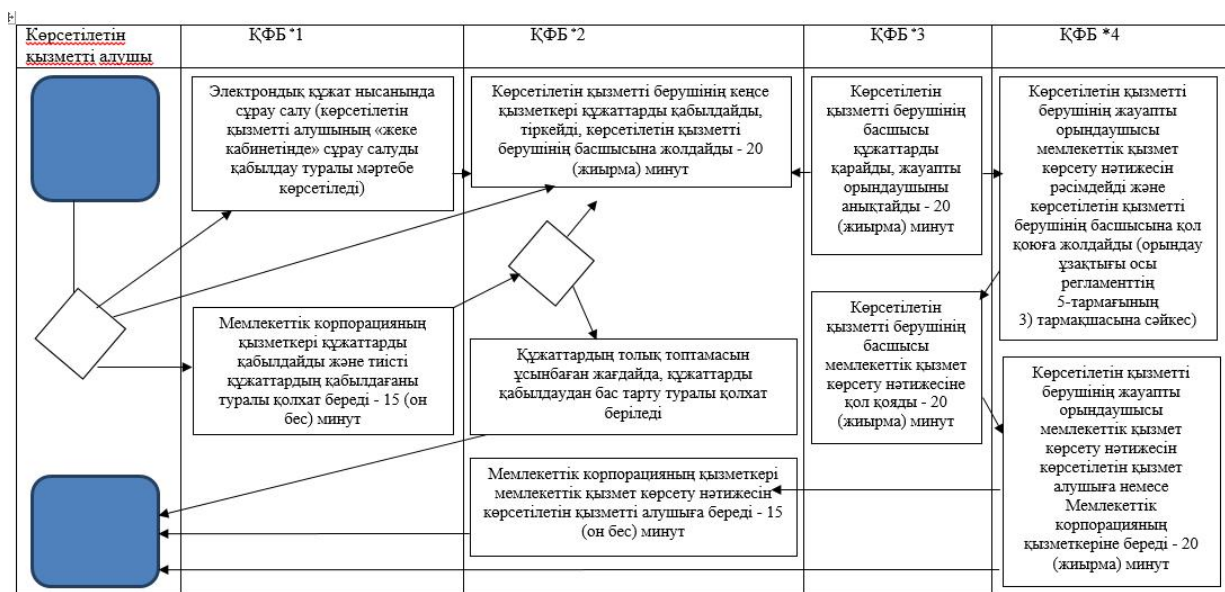 Көрсетілетін
қызметті алушы
ҚФБ *1
ҚФБ *2
ҚФБ *3
ҚФБ *4
Электрондық құжат нысанында
сұрау салу (көрсетілетін
қызметті алушының «жеке
кабинетінде» сұрау салуды
қабылдау туралы мәртебе
көрсетіледі)
Көрсетілетін қызметті берушінің кеңсе
қызметкері құжаттарды қабылдайды,
тіркейді, көрсетілетін қызметті
берушінің басшысына жолдайды - 20
(жиырма) минут
Көрсетілетін
қызметті берушінің
басшысы
құжаттарды
қарайды, жауапты
орындаушыны
анықтайды - 20
(жиырма) минут
Көрсетілетін қызметті
берушінің жауапты
орындаушысы
мемлекеттік қызмет
көрсету нәтижесін
рәсімдейді және
көрсетілетін қызметті
берушінің басшысына қол
қоюға жолдайды (орындау
ұзақтығы осы
регламенттің
5-тармағының
3) тармақшасына сәйкес)
Мемлекеттік корпорацияның
қызметкері құжаттарды
қабылдайды және тиісті
құжаттардың қабылдағаны
туралы қолхат береді - 15 (он
бес) минут
Құжаттардың толық топтамасын
ұсынбаған жағдайда, құжаттарды
қабылдаудан бас тарту туралы қолхат
беріледі
Көрсетілетін
қызметті берушінің
басшысы
мемлекеттік қызмет
көрсету нәтижесіне
қол қояды - 20
(жиырма) минут
Көрсетілетін қызметті
берушінің жауапты
орындаушысы
мемлекеттік қызмет
көрсету нәтижесін
көрсетілетін қызмет
алушыға немесе
Мемлекеттік
корпорацияның
қызметкеріне береді - 20
(жиырма) минут
Мемлекеттік корпорацияның қызметкері
мемлекеттік қызмет көрсету нәтижесін
көрсетілетін қызметті алушыға береді - 15
(он бес) минут